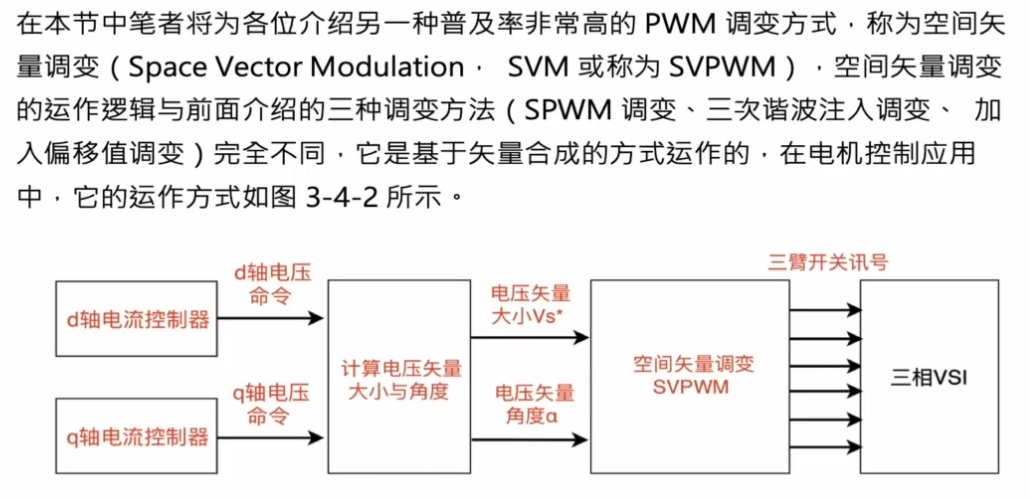 在本节中笔者将为各位介绍另一种普及率非常高的 PWM 调变方式，称为空间矢
量调变（Space Vector Modulation， SVM 或称为 SVPWM），空间矢量调变
的运作逻辑与前面介绍的三种调变方法（SPWM 调变、三次谐波注入调变、 加
入偏移值调变）完全不同，它是基于矢量合成的方式运作的，在电机控制应用
中，它的运作方式如图 3-4-2 所示。
三臂开关讯号
d轴电压
命令
d轴电流控制器
电压矢量
大小Vs*
计算电压矢量
大小与角度
空间矢量调变
SVPWM
三相VSI
q轴电压
命令
q轴电流控制器
电压矢量
角度α